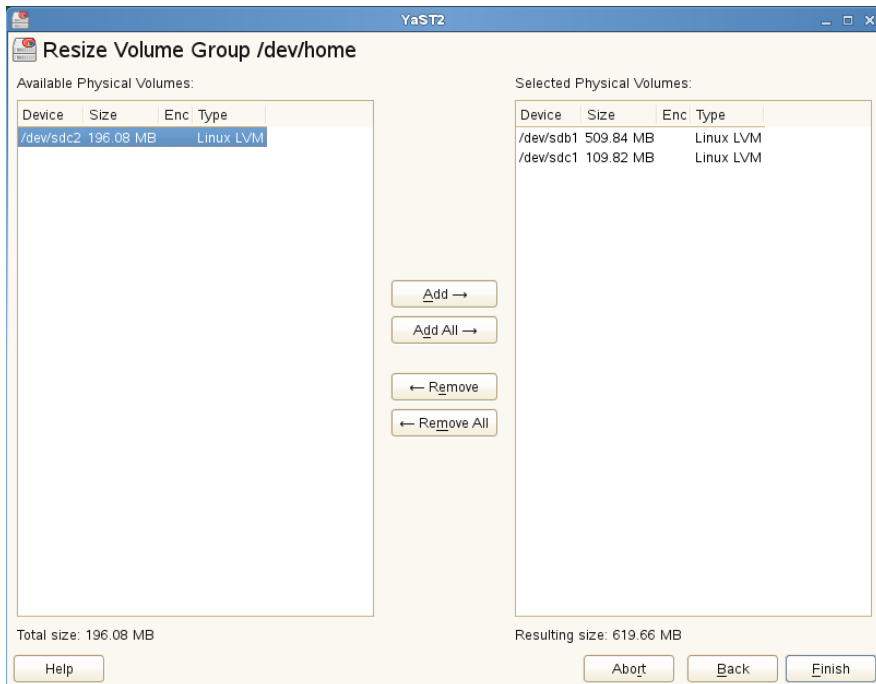 YaST2
Resize Volume Group /dev/home
Available Physical Volumes:
Device Size Enc Type
/dev/sdc2 196.08 MB Linux LVM
Total size: 196.08 MB
Add →
Add All →
← Remove
← Remove All
Selected Physical Volumes:
Device Size Enc Type
/dev/sdb1 509.84 MB Linux LVM
/dev/sdc1 109.82 MB Linux LVM
Resulting size: 619.66 MB
Help
Abort
Back
Finish